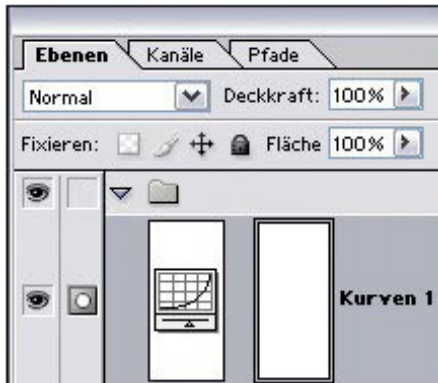 Ebenen Kanäle Pfade
Normal Deckkraft: 100%
Fixieren: Fläche 100%
Kurven 1